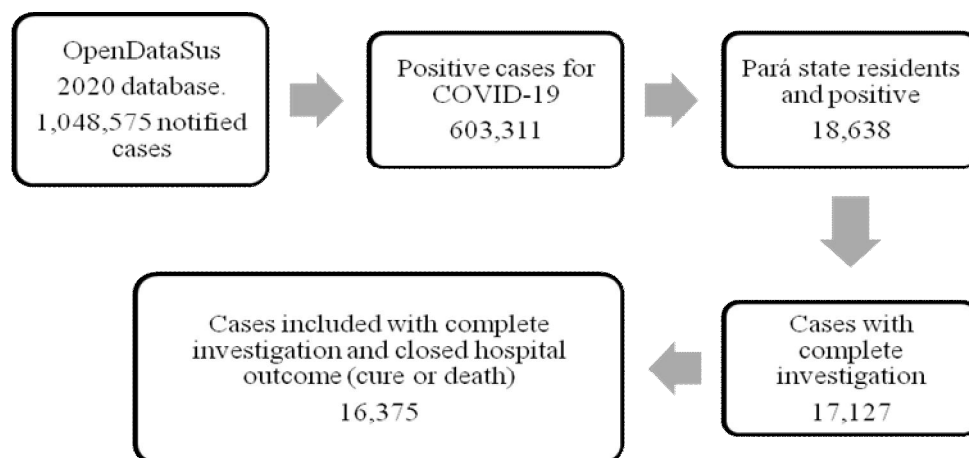 OpenDataSus
2020 database.
1,048,575 notified
cases
Positive cases for
COVID-19
603,311
Pará state residents
and positive
18,638
Cases with
complete
investigation
17,127
Cases included with complete
investigation and closed hospital
outcome (cure or death)
16,375